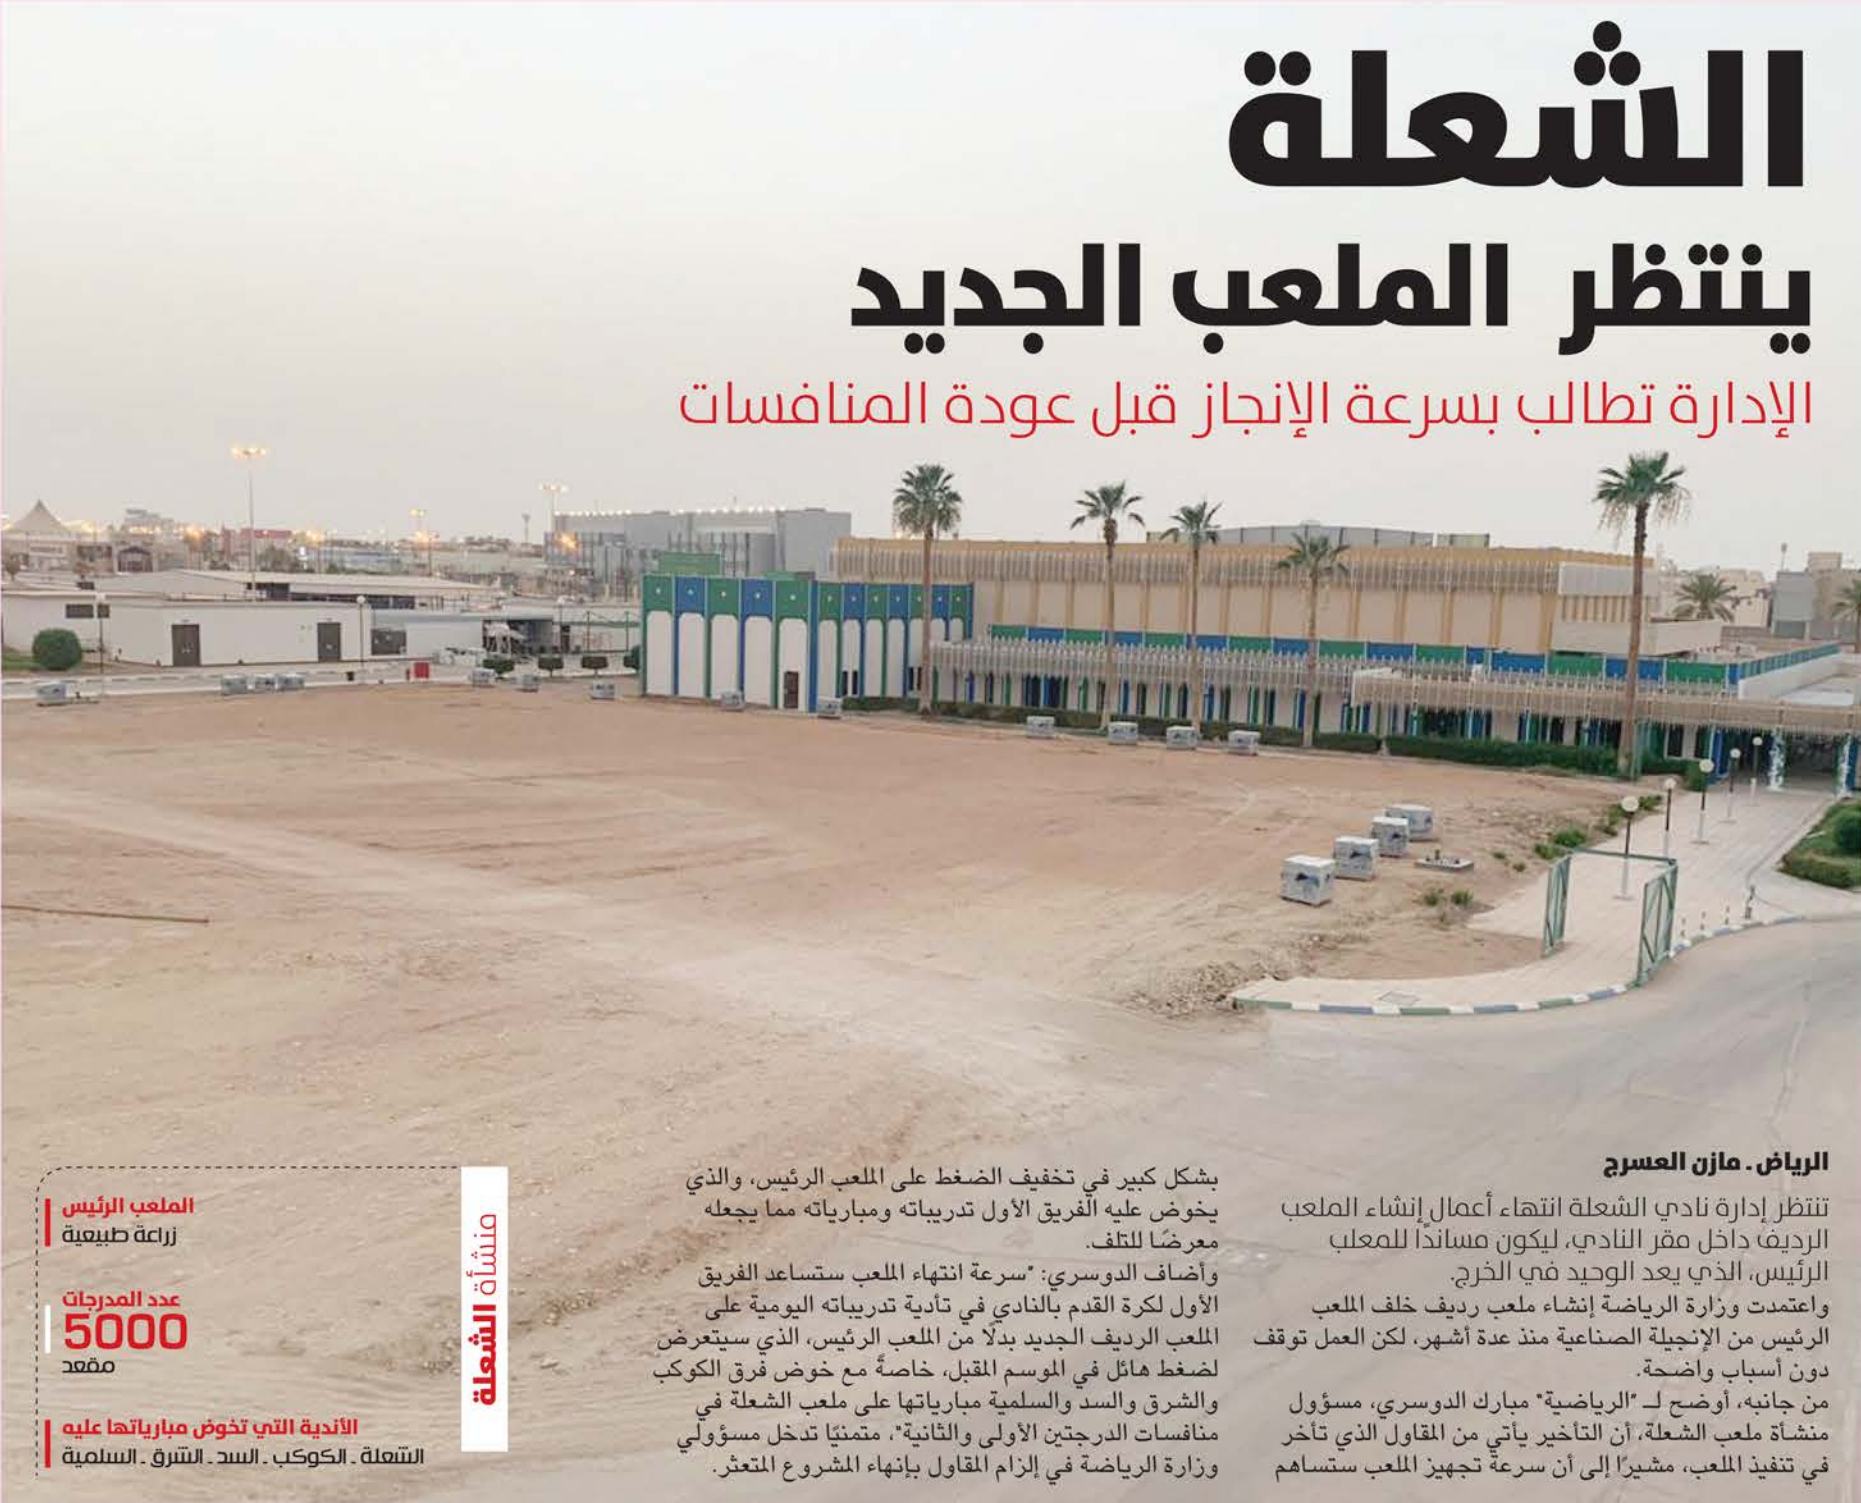 الشعلة
ينتظر الملعب الجديد
الإدارة تطالب بسرعة الإنجاز قبل عودة المنافسات
الرياض ـ مازن العسرج
تنتظر إدارة نادي الشعلة انتهاء أعمال إنشاء الملعب
الرديف داخل مقر النادي، ليكون مساندًا للمعلب
الرئيس، الذي يعد الوحيد في الخرج.
واعتمدت وزارة الرياضة إنشاء ملعب رديف خلف الملعب
الرئيس من الإنجيلة الصناعية منذ عدة أشهر، لكن العمل توقف
دون أسباب واضحة.
من جانبه، أوضح لـ "الرياضية" مبارك الدوسري، مسؤول
منشأة ملعب الشعلة، أن التأخير يأتي من المقاول الذي تأخر
في تنفيذ الملعب، مشيرًا إلى أن سرعة تجهيز الملعب ستساهم
بشكل كبير في تخفيف الضغط على الملعب الرئيس، والذي
يخوض عليه الفريق الأول تدريباته ومبارياته مما يجعله
معرضًا للتلف.
وأضاف الدوسري: "سرعة انتهاء الملعب ستساعد الفريق
الأول لكرة القدم بالنادي في تأدية تدريباته اليومية على
الملعب الرديف الجديد بدلًا من الملعب الرئيس، الذي سيتعرض
لضغط هائل في الموسم المقبل، خاصةً مع خوض فرق الكوكب
والشرق والسد والسلمية مبارياتها على ملعب الشعلة في
منافسات الدرجتين الأولى والثانية"، متمنيًا تدخل مسؤولي
وزارة الرياضة في إلزام المقاول بإنهاء المشروع المتعثر.
منشأة الشعلة
الملعب الرئيس
زراعة طبيعية
عدد المدرجات
5000
مقعد
الأندية التي تخوض مبارياتها عليه
الشعلة ـ الكوكب ـ السد ـ الشرق ـ السلمية